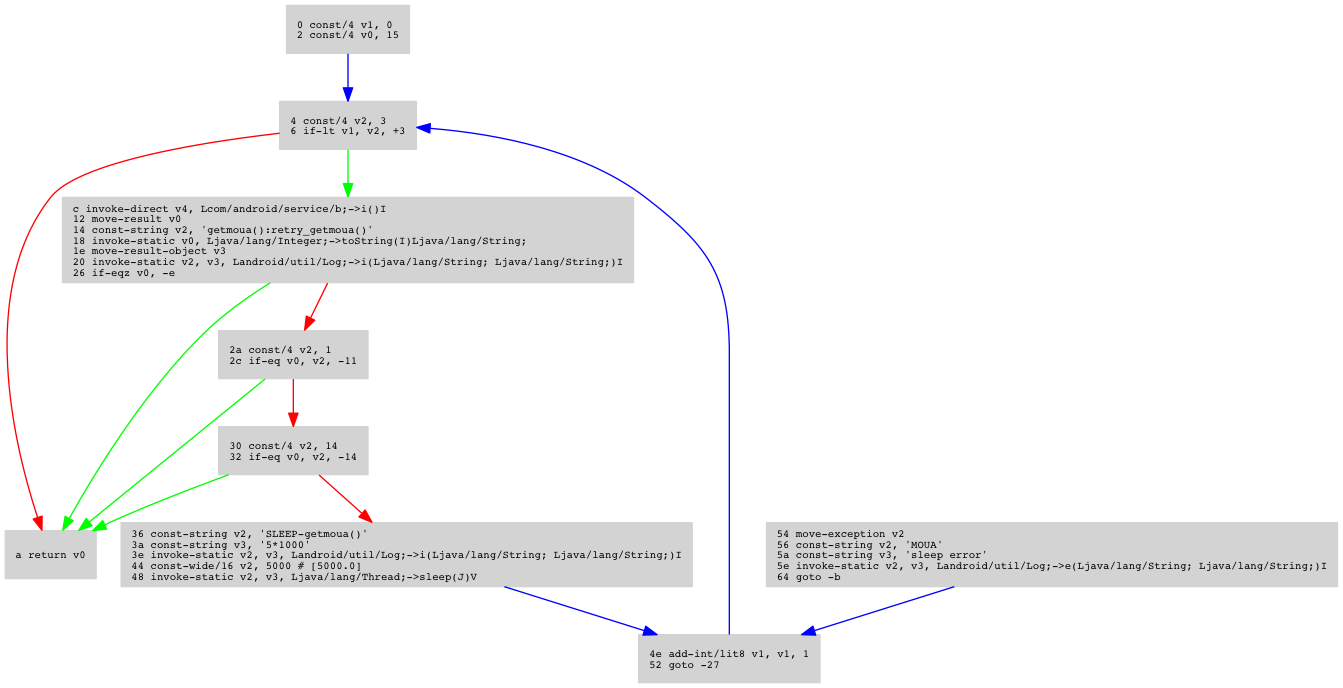 0 const/4 v1, 0
2 const/4 v0, 15
4 const/4 v2, 3
6 if-lt v1, v2, +3
c invoke-direct v4, Lcom/android/service/b;->i()I
12 move-result v0
14 const-string v2, 'getmoua():retry_getmoua()'
18 invoke-static v0, Ljava/lang/Integer;->toString(I)Ljava/lang/String;
1e move-result-object v3
20 invoke-static v2, v3, Landroid/util/Log;->i(Ljava/lang/String; Ljava/lang/String;)I
26 if-eqz v0, -e
2a const/4 v2, 1
2c if-eq v0, v2, -11
30 const/4 v2, 14
32 if-eq v0, v2, -14
a return v0
36 const-string v2, 'SLEEP-getmoua()'
3a const-string v3, '5*1000'
3e invoke-static v2, v3, Landroid/util/Log;->i(Ljava/lang/String; Ljava/lang/String;)I
44 const-wide/16 v2, 5000 # [5000.0]
48 invoke-static v2, v3, Ljava/lang/Thread;->sleep(J)V
54 move-exception v2
56 const-string v2, 'MOUA'
5a const-string v3, 'sleep error'
5e invoke-static v2, v3, Landroid/util/Log;->e(Ljava/lang/String; Ljava/lang/String;)I
64 goto -b
4e add-int/lit8 v1, v1, 1
52 goto -27